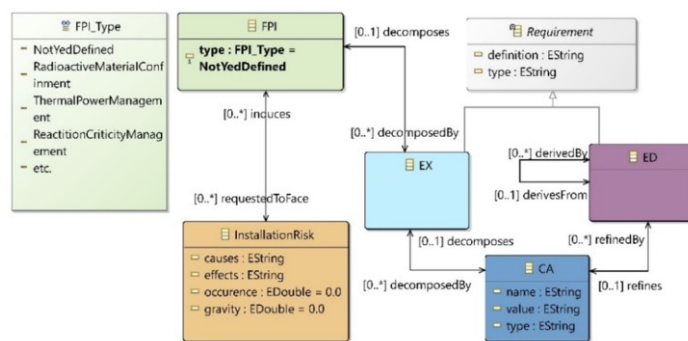 FPI_Type
NotYedDefined
RadioactiveMaterialConf
inment
ThermalPowerManagem
ent
ReactitionCriticityMana
gement
etc.
FPI
type : FPI_Type =
NotYedDefined
[0..1] decomposes
[0..*] induces
[0..*] decomposedBy
[0..*] requestedToFace
InstallationRisk
causes : EString
effects : EString
occurence : EDouble = 0.0
gravity : EDouble = 0.0
Requirement
definition : EString
type : EString
EX
[0..*] derivedBy
[0..1] derivesFrom
ED
[0..1] decomposes
[0..*] decomposedBy
[0..*] refinedBy
[0..1] refines
CA
name : EString
value : EString
type : EString